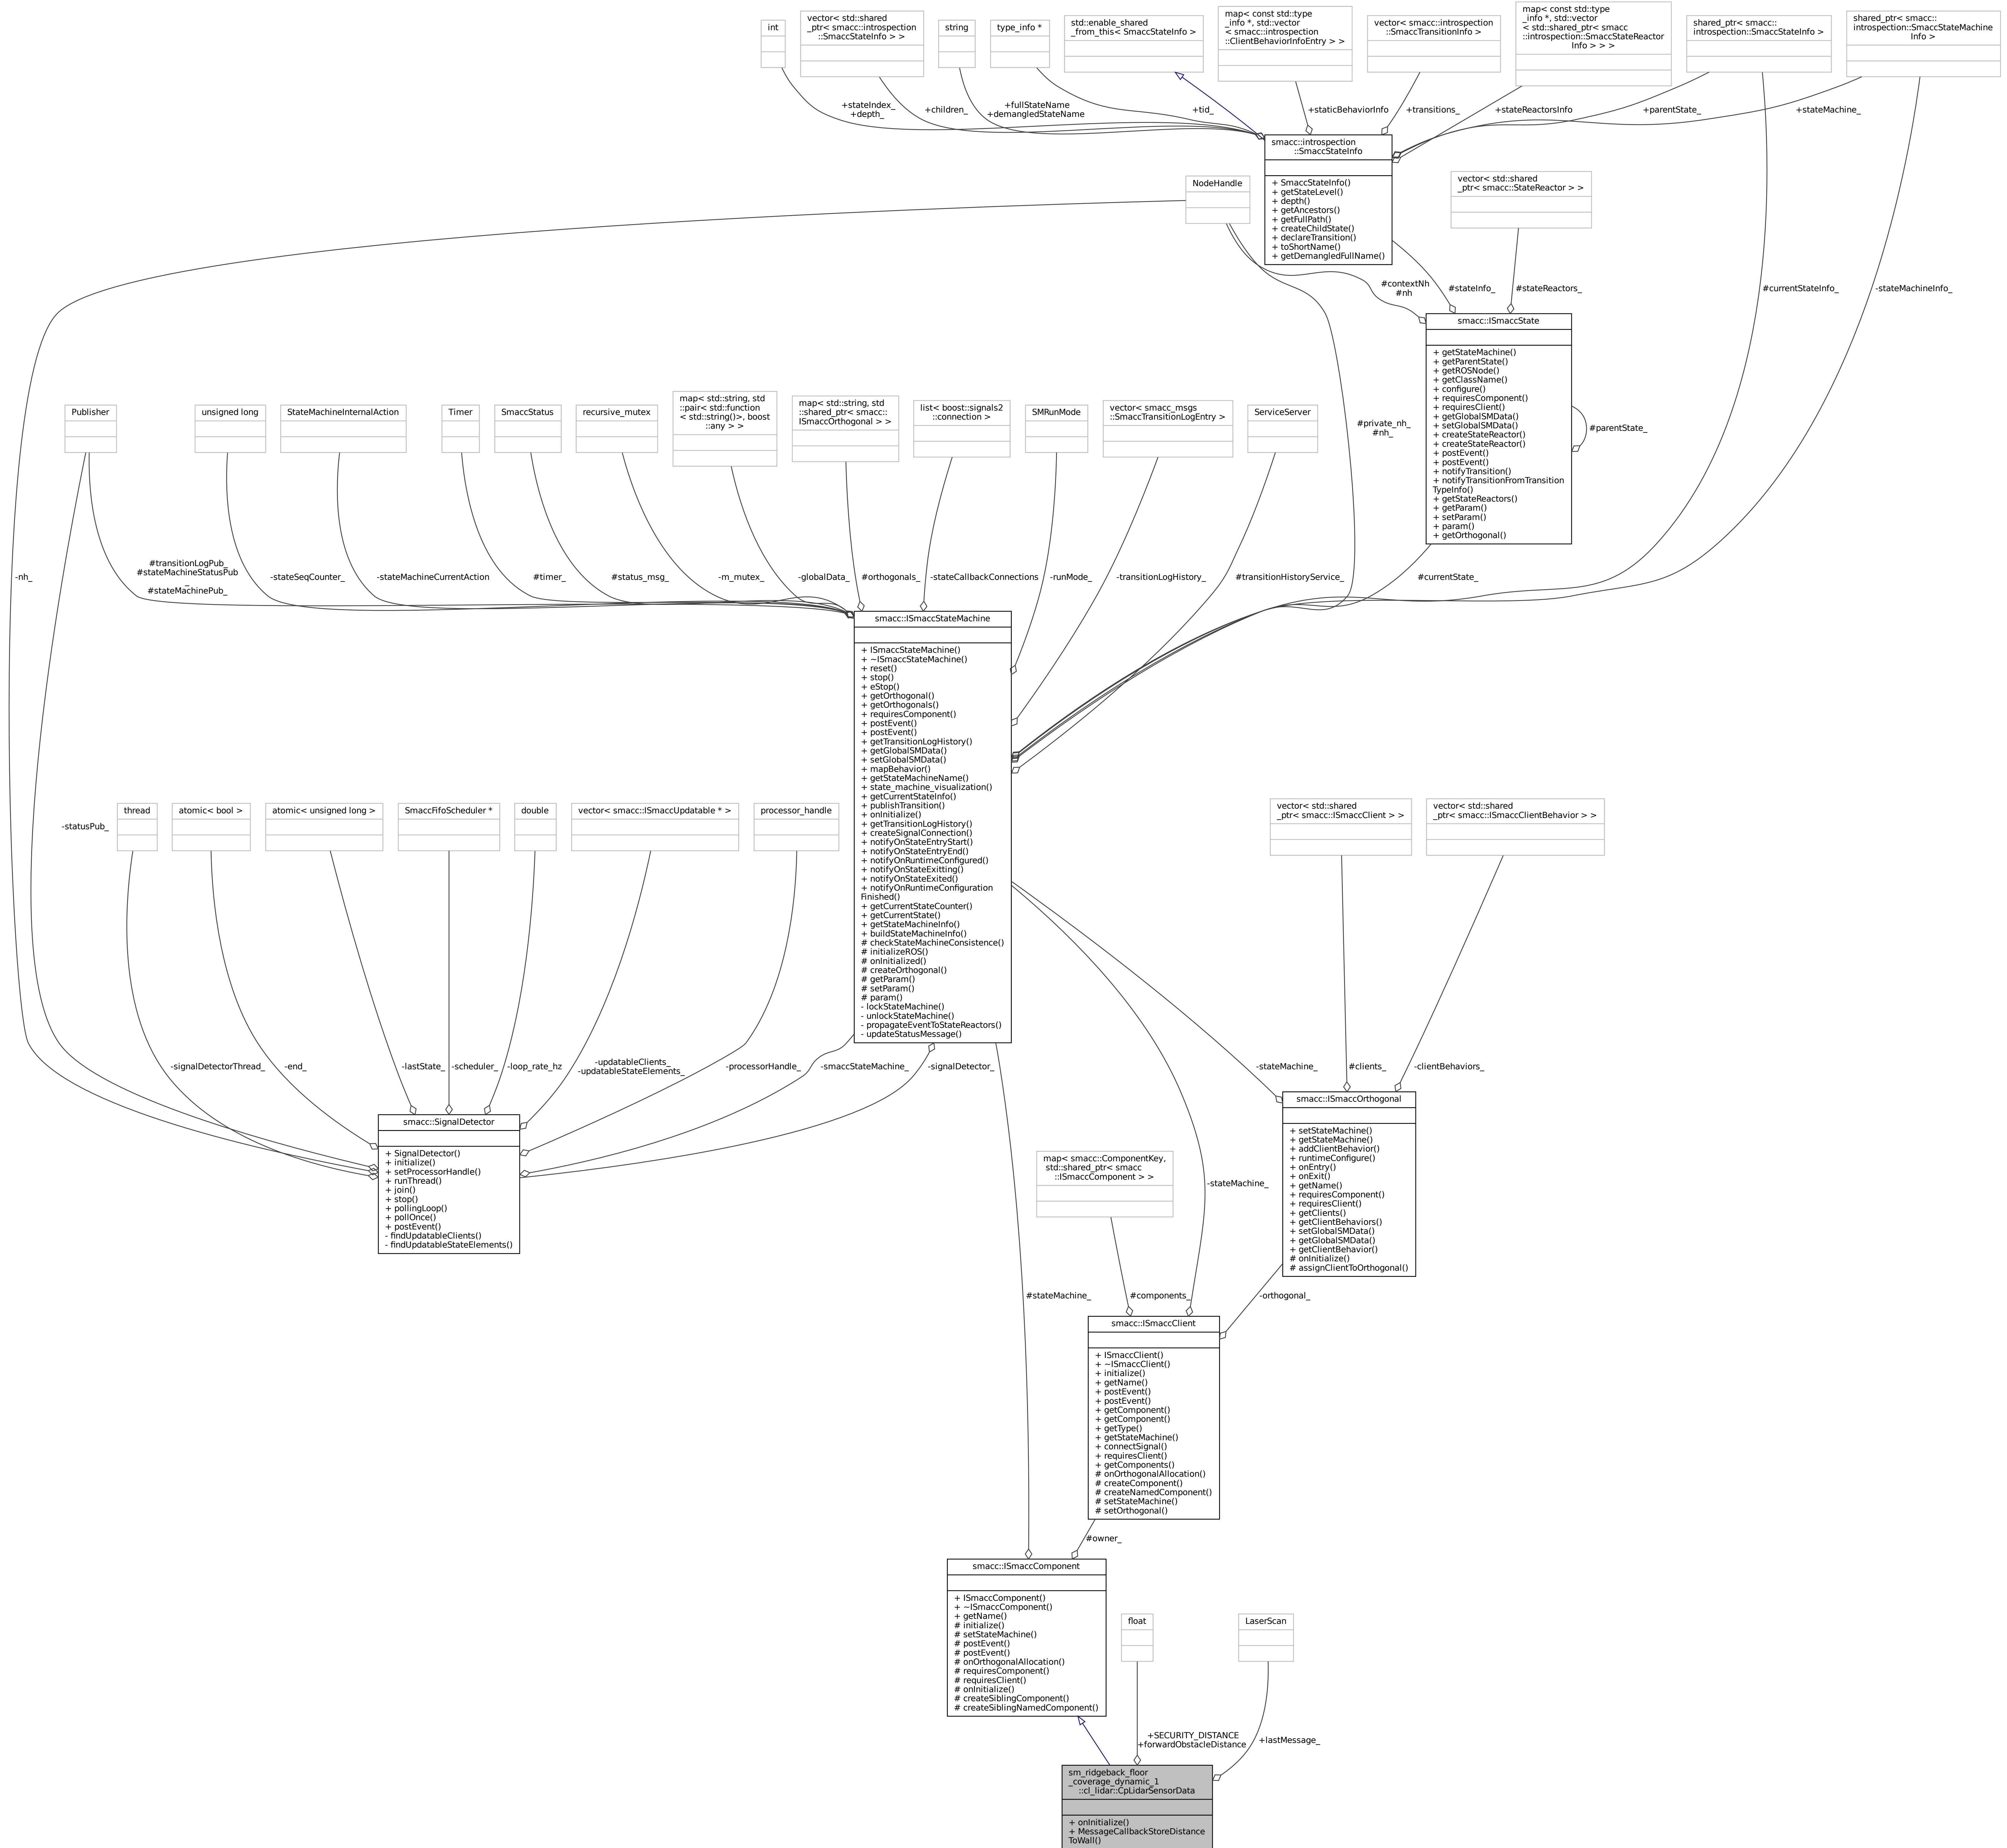 int
vector< std::shared
_ptr< smacc::introspection
::SmaccStateInfo > >
string
type_info *
std::enable_shared
_from_this< SmaccStateInfo >
map< const std::type
_info *, std::vector
< smacc::introspection
::ClientBehaviorInfoEntry > >
vector< smacc::introspection
::SmaccTransitionInfo >
map< const std::type
_info *, std::vector
< std::shared_ptr< smacc
::introspection::SmaccStateReactor
Info > > >
shared_ptr< smacc::
introspection::SmaccStateInfo >
shared_ptr< smacc::
introspection::SmaccStateMachine
Info >
+stateIndex_
+depth_
+children_
+fullStateName
+demangledStateName
+tid_
+staticBehaviorInfo
+transitions_
+stateReactorsInfo
+parentState_
+stateMachine_
smacc::introspection
::SmaccStateInfo
+ SmaccStateInfo()
+ getStateLevel()
+ depth()
+ getAncestors()
+ getFullPath()
+ createChildState()
+ declareTransition()
+ toShortName()
+ getDemangledFullName()
NodeHandle
vector< std::shared
_ptr< smacc::StateReactor > >
#contextNh
#nh
#stateInfo_
#stateReactors_
#currentStateInfo_
-stateMachineInfo_
smacc::ISmaccState
+ getStateMachine()
+ getParentState()
+ getROSNode()
+ getClassName()
+ configure()
+ requiresComponent()
+ requiresClient()
+ getGlobalSMData()
+ setGlobalSMData()
+ createStateReactor()
+ createStateReactor()
+ postEvent()
+ postEvent()
+ notifyTransition()
+ notifyTransitionFromTransition
TypeInfo()
+ getStateReactors()
+ getParam()
+ setParam()
+ param()
+ getOrthogonal()
#parentState_
Publisher
unsigned long
StateMachineInternalAction
Timer
SmaccStatus
recursive_mutex
map< std::string, std
::pair< std::function
< std::string()>, boost
::any > >
map< std::string, std
::shared_ptr< smacc::
ISmaccOrthogonal > >
list< boost::signals2
::connection >
SMRunMode
vector< smacc_msgs
::SmaccTransitionLogEntry >
ServiceServer
#private_nh_
#nh_
-nh_
#transitionLogPub_
#stateMachineStatusPub
_
#stateMachinePub_
-stateSeqCounter_
-stateMachineCurrentAction
#timer_
#status_msg_
-m_mutex_
-globalData_
#orthogonals_
-stateCallbackConnections
-runMode_
-transitionLogHistory_
#transitionHistoryService_
#currentState_
smacc::ISmaccStateMachine
+ ISmaccStateMachine()
+ ~ISmaccStateMachine()
+ reset()
+ stop()
+ eStop()
+ getOrthogonal()
+ getOrthogonals()
+ requiresComponent()
+ postEvent()
+ postEvent()
+ getTransitionLogHistory()
+ getGlobalSMData()
+ setGlobalSMData()
+ mapBehavior()
+ getStateMachineName()
+ state_machine_visualization()
+ getCurrentStateInfo()
+ publishTransition()
+ onInitialize()
+ getTransitionLogHistory()
+ createSignalConnection()
+ notifyOnStateEntryStart()
+ notifyOnStateEntryEnd()
+ notifyOnRuntimeConfigured()
+ notifyOnStateExitting()
+ notifyOnStateExited()
+ notifyOnRuntimeConfiguration
Finished()
+ getCurrentStateCounter()
+ getCurrentState()
+ getStateMachineInfo()
+ buildStateMachineInfo()
# checkStateMachineConsistence()
# initializeROS()
# onInitialized()
# createOrthogonal()
# getParam()
# setParam()
# param()
- lockStateMachine()
- unlockStateMachine()
- propagateEventToStateReactors()
- updateStatusMessage()
-statusPub_
thread
atomic< bool >
atomic< unsigned long >
SmaccFifoScheduler *
double
vector< smacc::ISmaccUpdatable * >
processor_handle
vector< std::shared
_ptr< smacc::ISmaccClient > >
vector< std::shared
_ptr< smacc::ISmaccClientBehavior > >
-signalDetectorThread_
-end_
-lastState_
-scheduler_
-loop_rate_hz
-updatableClients_
-updatableStateElements_
-processorHandle_
-smaccStateMachine_
-signalDetector_
-stateMachine_
#clients_
-clientBehaviors_
smacc::SignalDetector
+ SignalDetector()
+ initialize()
+ setProcessorHandle()
+ runThread()
+ join()
+ stop()
+ pollingLoop()
+ pollOnce()
+ postEvent()
- findUpdatableClients()
- findUpdatableStateElements()
smacc::ISmaccOrthogonal
+ setStateMachine()
+ getStateMachine()
+ addClientBehavior()
+ runtimeConfigure()
+ onEntry()
+ onExit()
+ getName()
+ requiresComponent()
+ requiresClient()
+ getClients()
+ getClientBehaviors()
+ setGlobalSMData()
+ getGlobalSMData()
+ getClientBehavior()
# onInitialize()
# assignClientToOrthogonal()
map< smacc::ComponentKey,
std::shared_ptr< smacc
::ISmaccComponent > >
-stateMachine_
#stateMachine_
#components_
-orthogonal_
smacc::ISmaccClient
+ ISmaccClient()
+ ~ISmaccClient()
+ initialize()
+ getName()
+ postEvent()
+ postEvent()
+ getComponent()
+ getComponent()
+ getType()
+ getStateMachine()
+ connectSignal()
+ requiresClient()
+ getComponents()
# onOrthogonalAllocation()
# createComponent()
# createNamedComponent()
# setStateMachine()
# setOrthogonal()
#owner_
smacc::ISmaccComponent
+ ISmaccComponent()
+ ~ISmaccComponent()
+ getName()
# initialize()
# setStateMachine()
# postEvent()
# postEvent()
# onOrthogonalAllocation()
# requiresComponent()
# requiresClient()
# onInitialize()
# createSiblingComponent()
# createSiblingNamedComponent()
float
LaserScan
+SECURITY_DISTANCE
+forwardObstacleDistance
+lastMessage_
sm_ridgeback_floor
_coverage_dynamic_1
::cl_lidar::CpLidarSensorData
+ onInitialize()
+ MessageCallbackStoreDistance
ToWall()